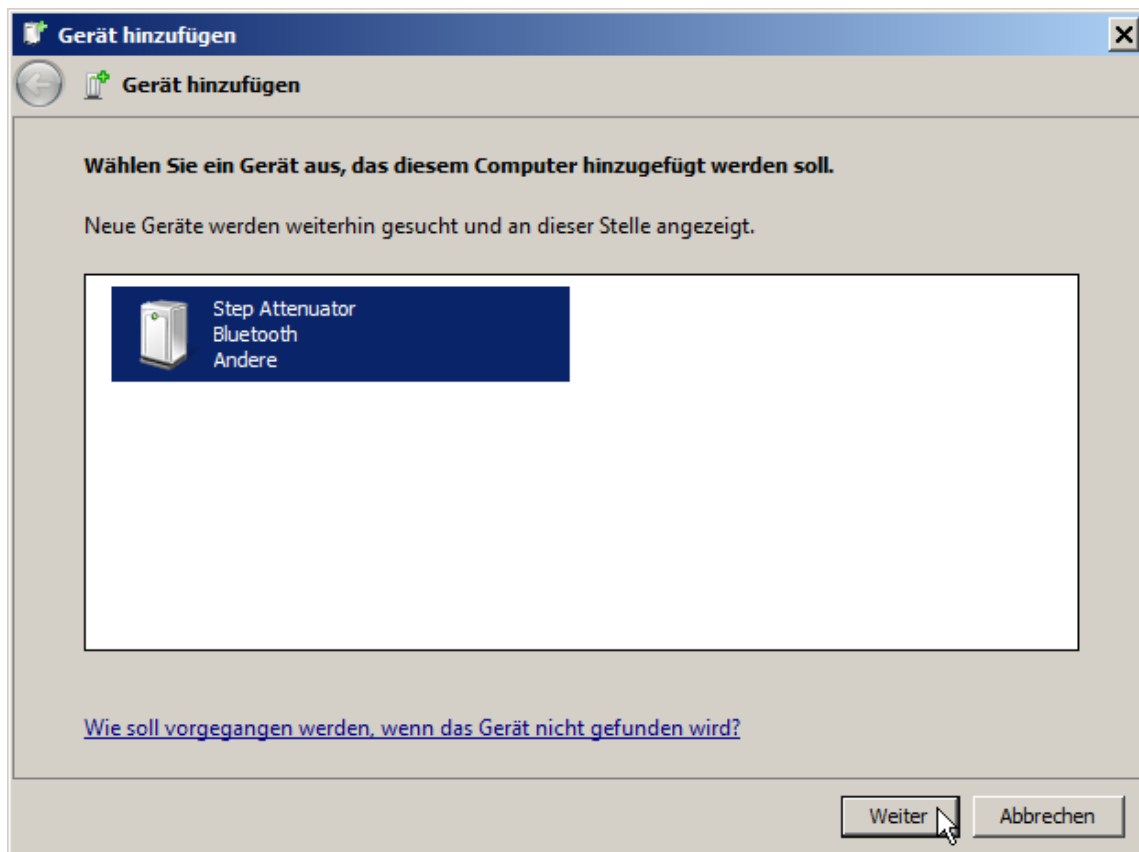 Gerät hinzufügen
Gerät hinzufügen
Wählen Sie ein Gerät aus, das diesem Computer hinzugefügt werden soll.
Neue Geräte werden weiterhin gesucht und an dieser Stelle angezeigt.
Step Attenuator
Bluetooth
Andere
Wie soll vorgegangen werden, wenn das Gerät nicht gefunden wird?
Weiter
Abbrechen